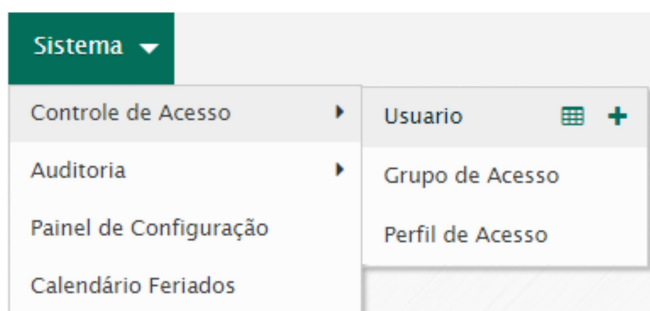 Sistema
Controle de Acesso
Auditoria
Painel de Configuração
Calendário Feriados
Usuario
Grupo de Acesso
Perfil de Acesso